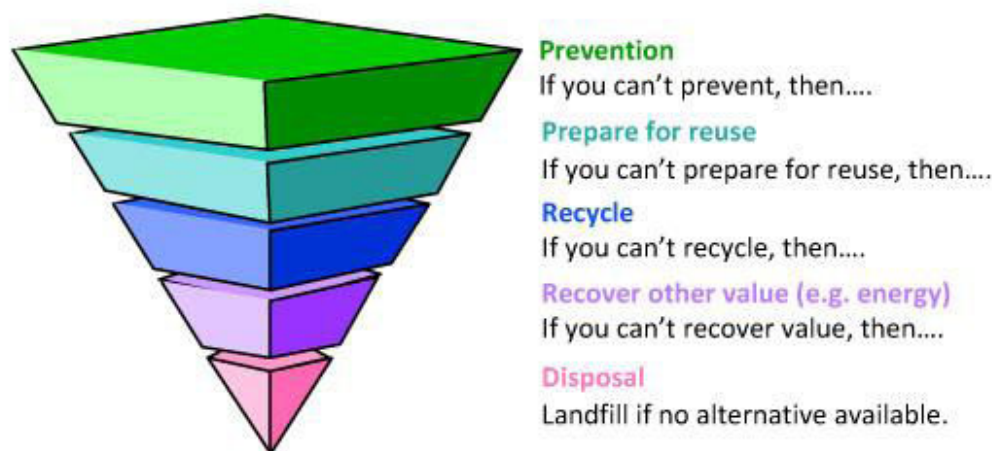 Prevention
If you can’t prevent, then....
Prepare for reuse
If you can’t prepare for reuse, then....
Recycle
If you can’t recycle, then....
Recover other value (e.g. energy)
If you can’t recover value, then....
Disposal
Landfill if no alternative available.